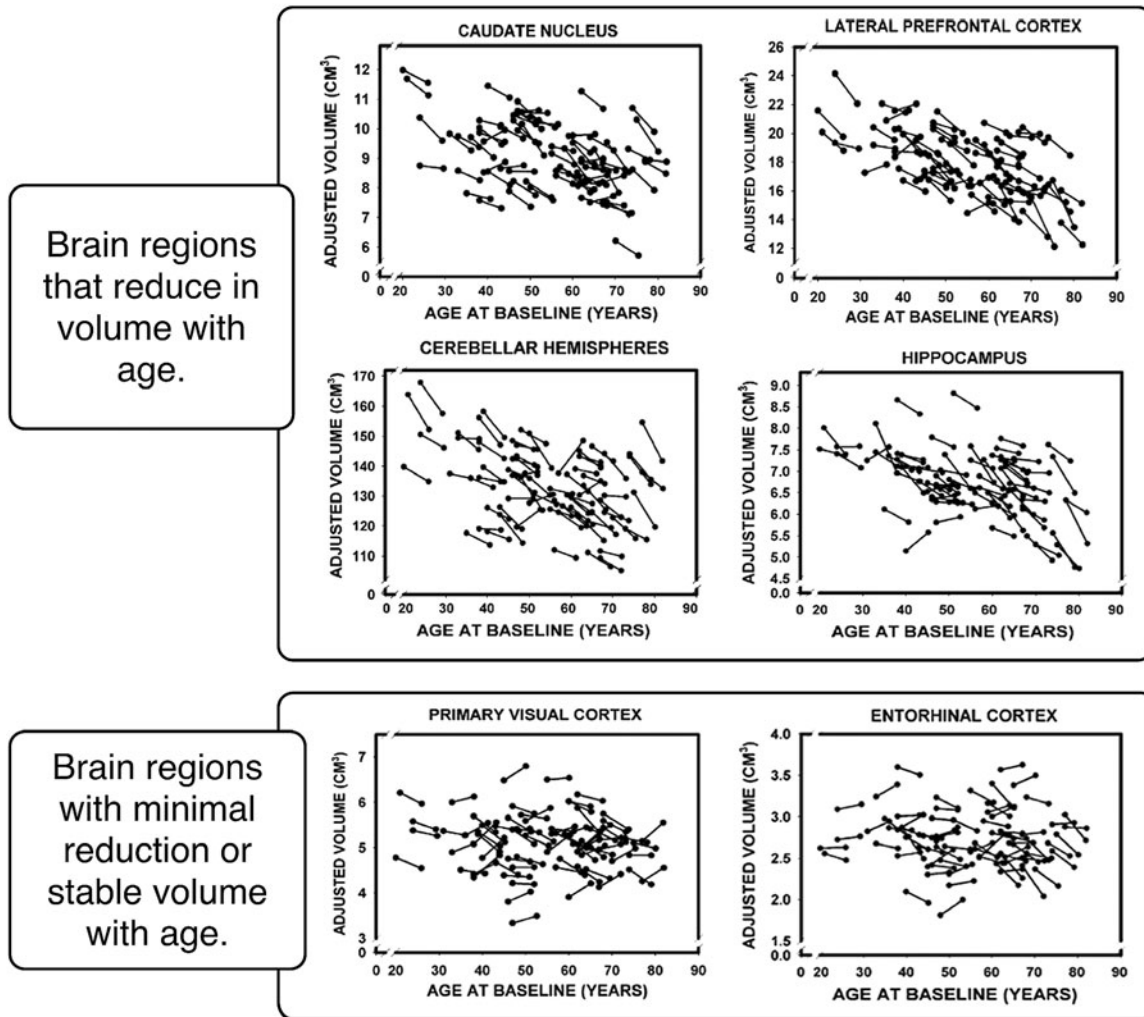 Brain regions
that reduce in
volume with
age.
CAUDATE NUCLEUS
ADJUSTED VOLUME (CM³)
12
11
10
9
8
7
6
0
0 20 30 40 50 60 70 80 90
AGE AT BASELINE (YEARS)
LATERAL PREFRONTAL CORTEX
ADJUSTED VOLUME (CM³)
26
24
22
20
18
16
14
12
0
0 20 30 40 50 60 70 80 90
AGE AT BASELINE (YEARS)
CEREBELLAR HEMISPHERES
ADJUSTED VOLUME (CM³)
170
160
150
140
130
120
110
0
0 20 30 40 50 60 70 80 90
AGE AT BASELINE (YEARS)
HIPPOCAMPUS
ADJUSTED VOLUME (CM³)
9.0
8.5
8.0
7.5
7.0
6.5
6.0
5.5
5.0
4.5
0.0
0 20 30 40 50 60 70 80 90
AGE AT BASELINE (YEARS)
Brain regions
with minimal
reduction or
stable volume
with age.
PRIMARY VISUAL CORTEX
ADJUSTED VOLUME (CM³)
7
6
5
4
3
0
0 20 30 40 50 60 70 80 90
AGE AT BASELINE (YEARS)
ENTORHINAL CORTEX
ADJUSTED VOLUME (CM³)
4.0
3.5
3.0
2.5
2.0
1.5
0.0
0 20 30 40 50 60 70 80 90
AGE AT BASELINE (YEARS)